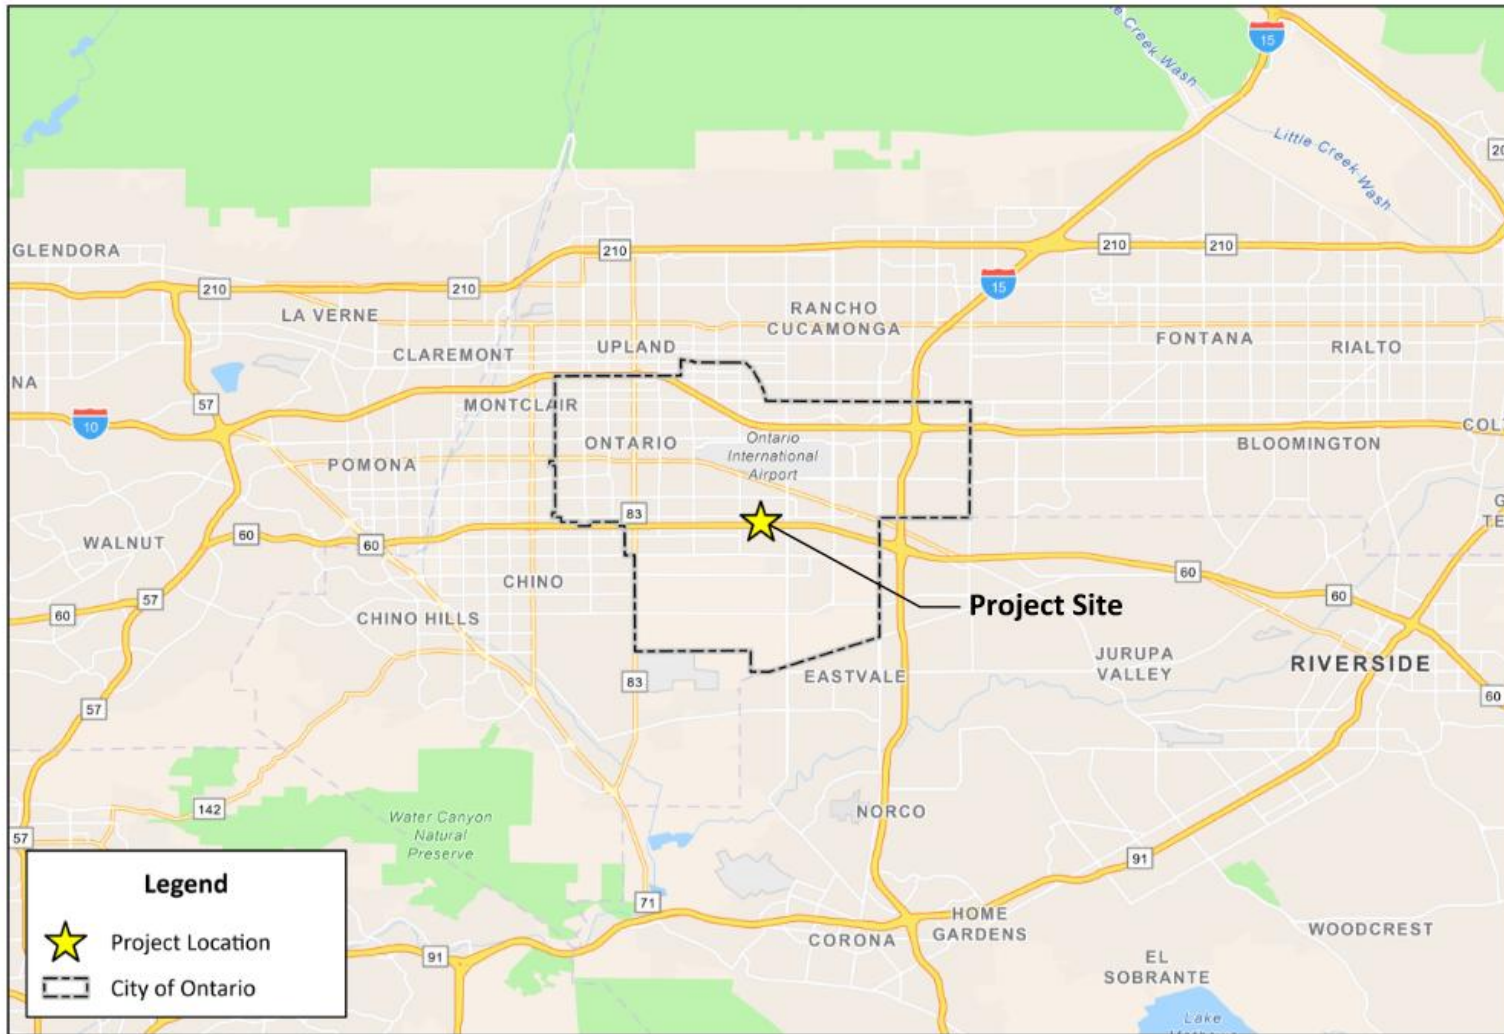 15
Little Creek Wash
Little Creek Wash
20
GLENDORA
210
210
210
210
210
15
LA VERNE
RANCHO
CUCAMONGA
CLAREMONT
UPLAND
FONTANA
RIALTO
NA
57
MONTCLAIR
10
ONTARIO
Ontario
International
Airport
BLOOMINGTON
COL
POMONA
83
G
TE
WALNUT
60
60
CHINO
60
60
57
60
Project Site
CHINO HILLS
JURUPA
VALLEY
RIVERSIDE
83
EASTVALE
60
57
142
Water Canyon
Natural
Preserve
NORCO
57
91
Legend
Project Location
City of Ontario
71
HOME
GARDENS
CORONA
WOODCREST
91
EL
SOBRANTE
Lake